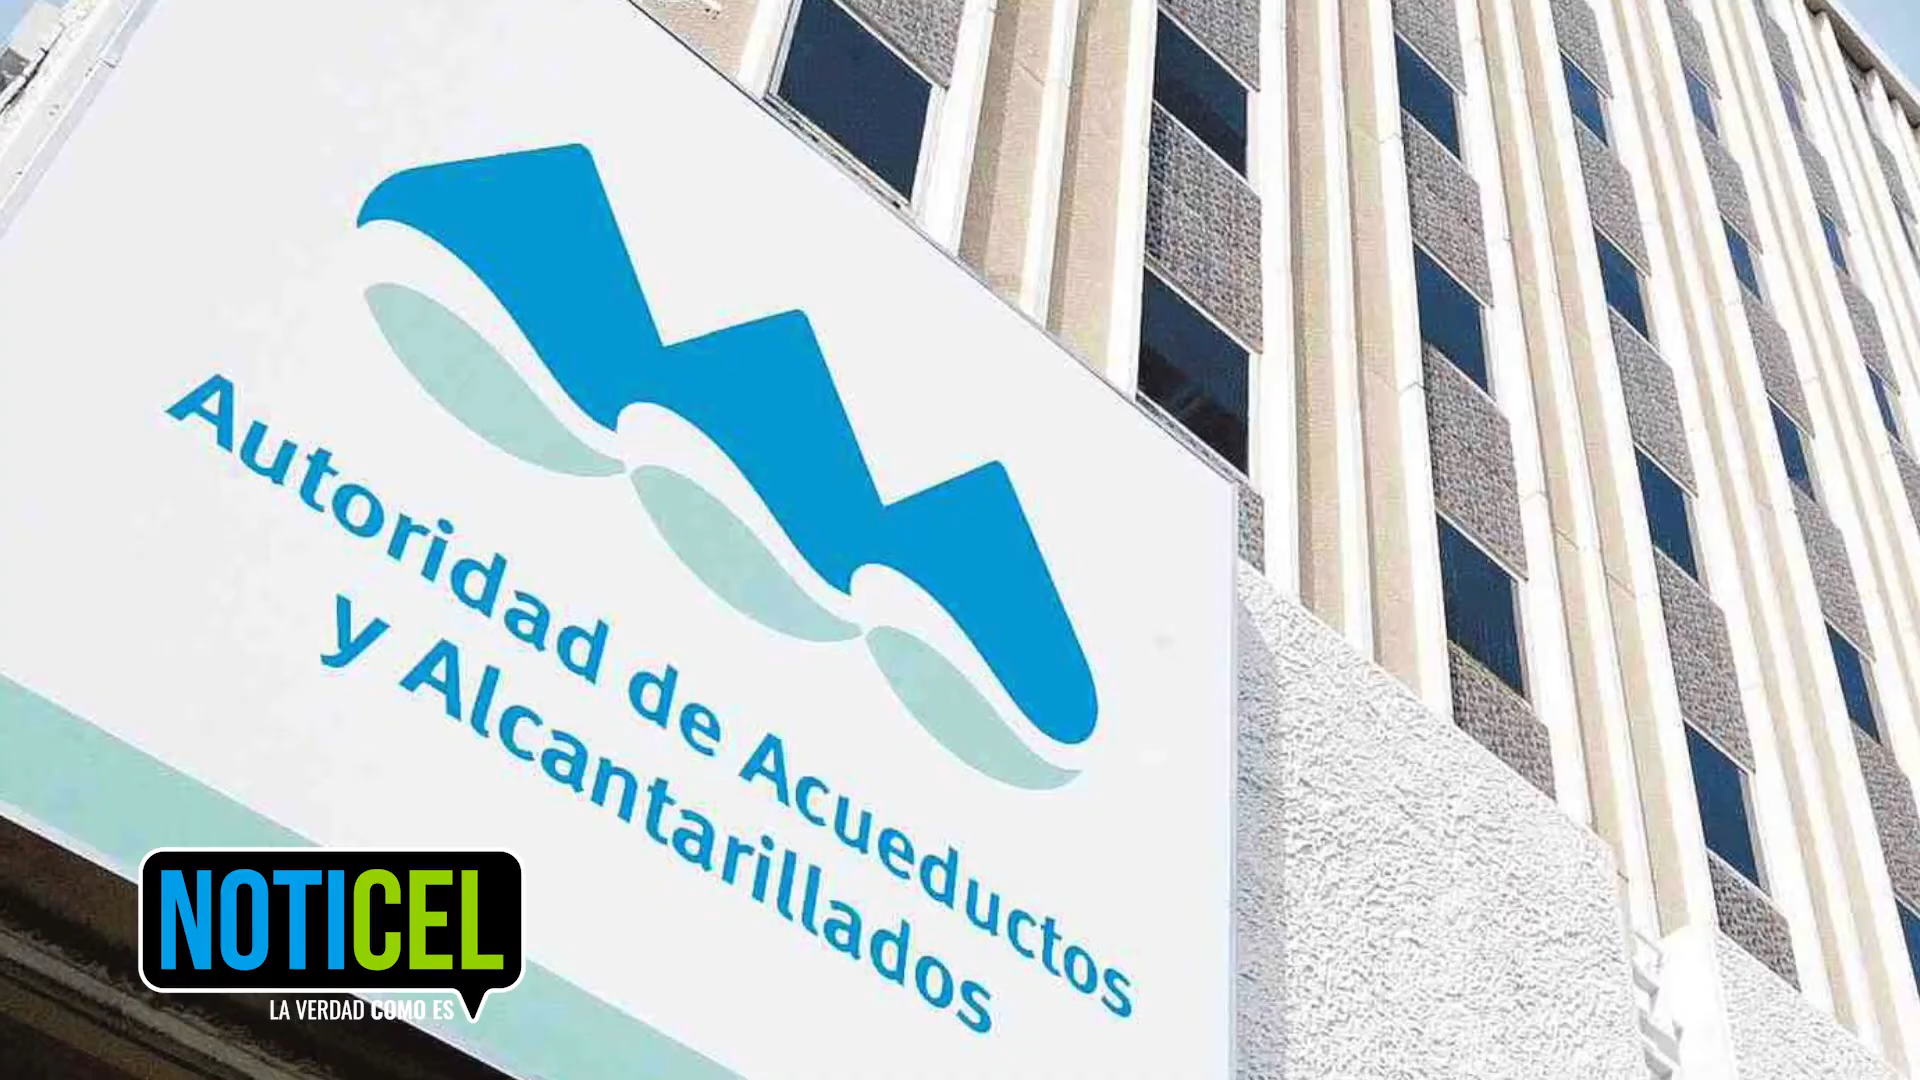 Autoridad de Acueductos
y Alcantarillados
NOTICEL
LA VERDAD COMO ES